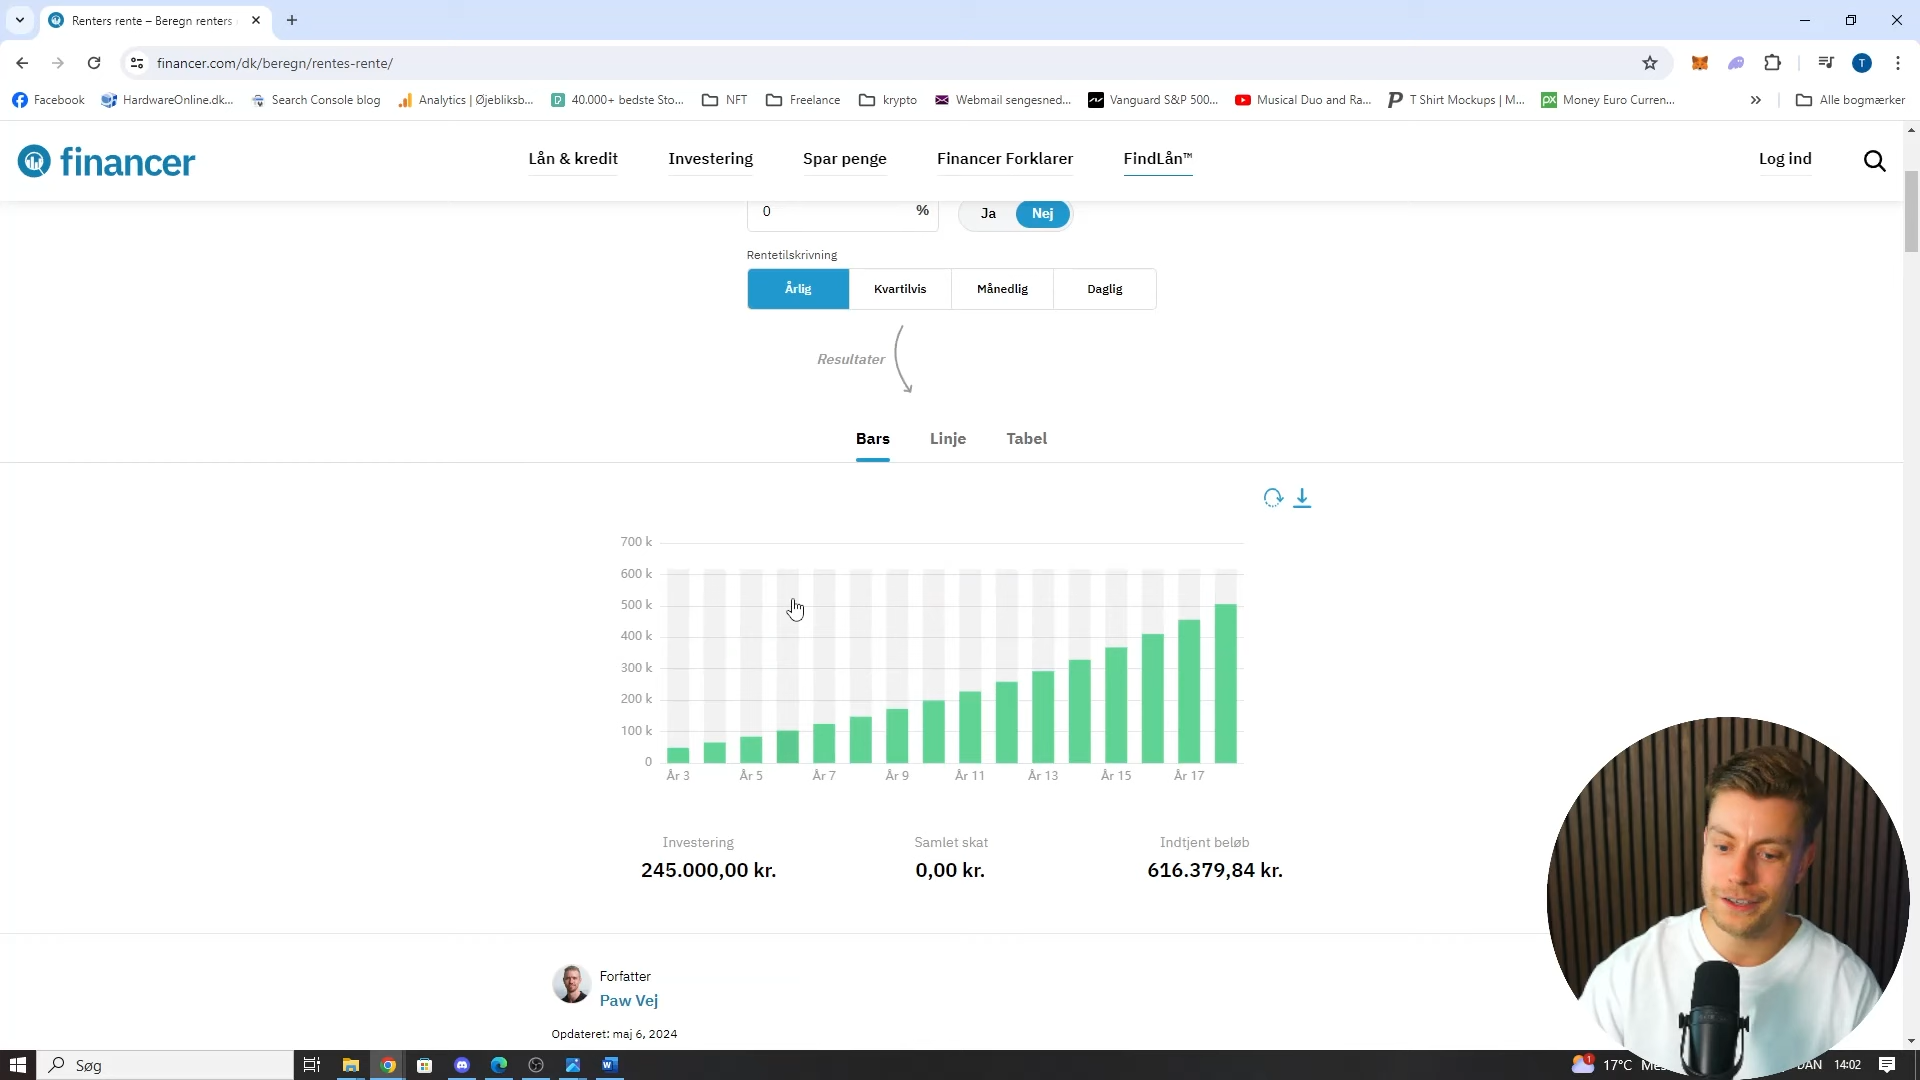 Renters rente – Beregn renters
financer.com/dk/beregn/rentes-rente/
T
Facebook
HardwareOnline.dk...
Search Console blog
Analytics | Øjebliksb...
40.000+ bedste Sto...
NFT
Freelance
krypto
Webmail sengesned...
Vanguard S&P 500...
Musical Duo and Ra...
T Shirt Mockups | M...
Money Euro Curren...
Alle bogmærker
financer
Lån & kredit
Investering
Spar penge
Financer Forklarer
FindLån™
Log ind
0 %
Ja Nej
Rentetilskrivning
Årlig Kvartilvis Månedlig Daglig
Resultater
Bars Linje Tabel
700 k
600 k
500 k
400 k
300 k
200 k
100 k
0
År 3 År 5 År 7 År 9 År 11 År 13 År 15 År 17
Investering Samlet skat Indtjent beløb
245.000,00 kr. 0,00 kr. 616.379,84 kr.
Forfatter
Paw Vej
Opdateret: maj 6, 2024
Søg
1
17°C
DAN
14:02